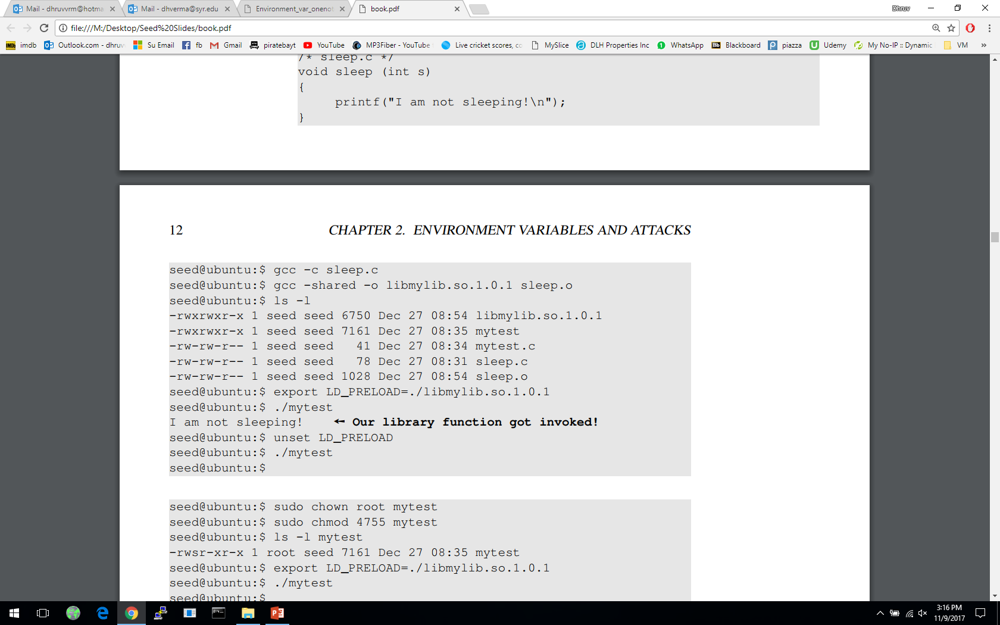 Mail - dhruvvrm@hotma
Mail - dhverma@syr.edu
Environment_var_onenot
book.pdf
Dhruv
file:///M:/Desktop/Seed%20Slides/book.pdf
IMDb imdb
Outlook.com - dhruv
Su Email
fb
Gmail
piratebayt
YouTube
MP3Fiber - YouTube
Live cricket scores, co
MySlice
DLH Properties Inc
1 WhatsApp
Bb Blackboard
piazza
Udemy
My No-IP :: Dynamic
VM
»
/* sleep.c */
void sleep (int s)
{
printf("I am not sleeping!\n");
}
12 CHAPTER 2. ENVIRONMENT VARIABLES AND ATTACKS
seed@ubuntu:$ gcc -c sleep.c
seed@ubuntu:$ gcc -shared -o libmylib.so.1.0.1 sleep.o
seed@ubuntu:$ ls -l
-rwxrwxr-x 1 seed seed 6750 Dec 27 08:54 libmylib.so.1.0.1
-rwxrwxr-x 1 seed seed 7161 Dec 27 08:35 mytest
-rw-rw-r-- 1 seed seed 41 Dec 27 08:34 mytest.c
-rw-rw-r-- 1 seed seed 78 Dec 27 08:31 sleep.c
-rw-rw-r-- 1 seed seed 1028 Dec 27 08:54 sleep.o
seed@ubuntu:$ export LD_PRELOAD=./libmylib.so.1.0.1
seed@ubuntu:$ ./mytest
I am not sleeping! ← Our library function got invoked!
seed@ubuntu:$ unset LD_PRELOAD
seed@ubuntu:$ ./mytest
seed@ubuntu:$
seed@ubuntu:$ sudo chown root mytest
seed@ubuntu:$ sudo chmod 4755 mytest
seed@ubuntu:$ ls -l mytest
-rwsr-xr-x 1 root seed 7161 Dec 27 08:35 mytest
seed@ubuntu:$ export LD_PRELOAD=./libmylib.so.1.0.1
seed@ubuntu:$ ./mytest
seed@ubuntu:$
3:16 PM
11/9/2017